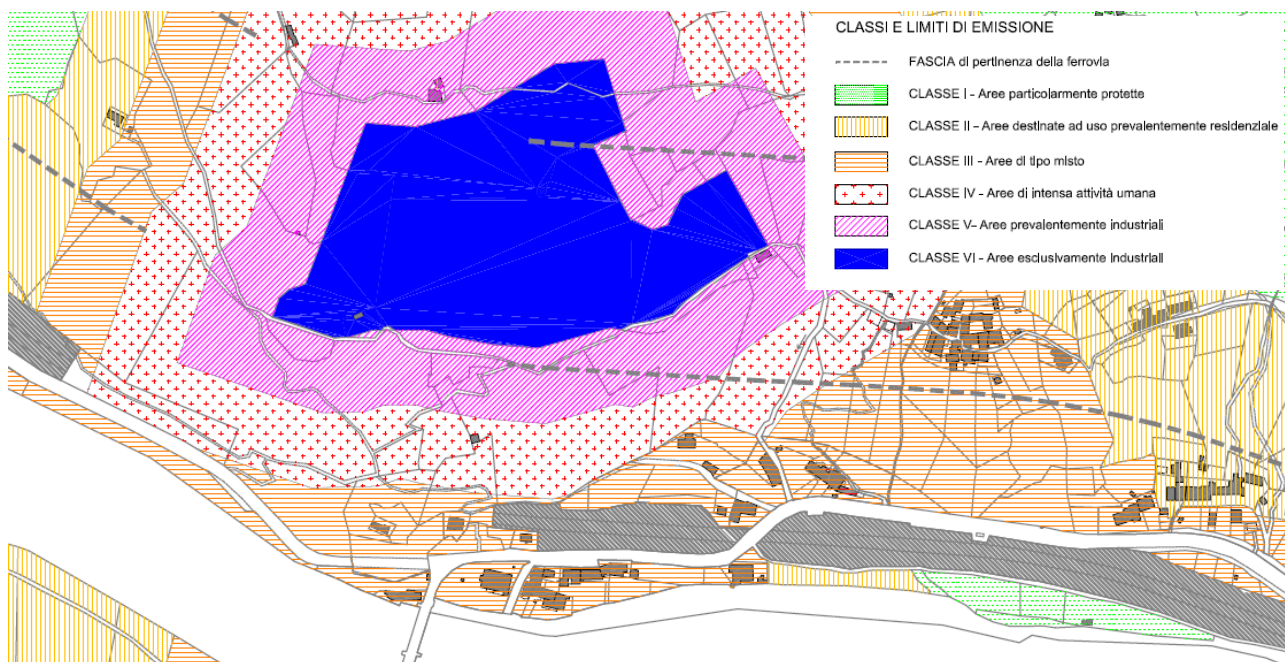 CLASSI E LIMITI DI EMISSIONE
FASCIA di pertinenza della ferrovia
CLASSE I - Aree particolarmente protette
CLASSE II - Aree destinate ad uso prevalentemente residenziale
CLASSE III - Aree di tipo misto
CLASSE IV - Aree di intensa attività umana
CLASSE V- Aree prevalentemente industriali
CLASSE VI - Aree esclusivamente industriali